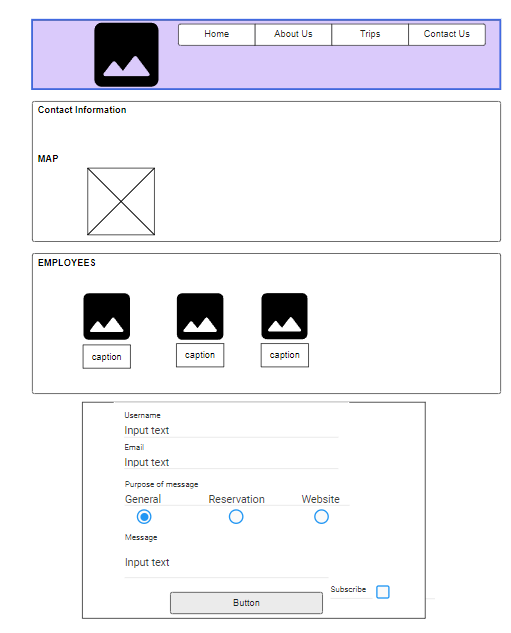 Home About Us Trips Contact Us
Contact Information
MAP
EMPLOYEES
caption caption caption
Username
Input text
Email
Input text
Purpose of message
General Reservation Website
Message
Input text
Subscribe
Button